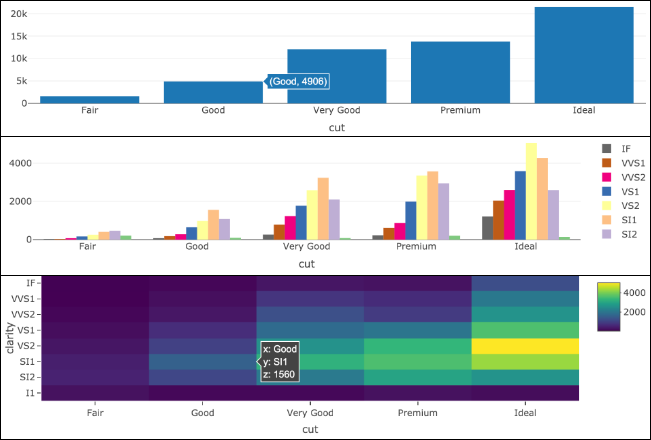 20k
15k
10k
5k
0
(Good, 4906)
Fair Good Very Good Premium Ideal
cut
4000
2000
0
Fair Good Very Good Premium Ideal
cut
IF
VVS1
VVS2
VS1
VS2
SI1
SI2
clarity
IF
VVS1
VVS2
VS1
VS2
SI1
SI2
I1
x: Good
y: SI1
z: 1560
Fair Good Very Good Premium Ideal
cut
4000
2000